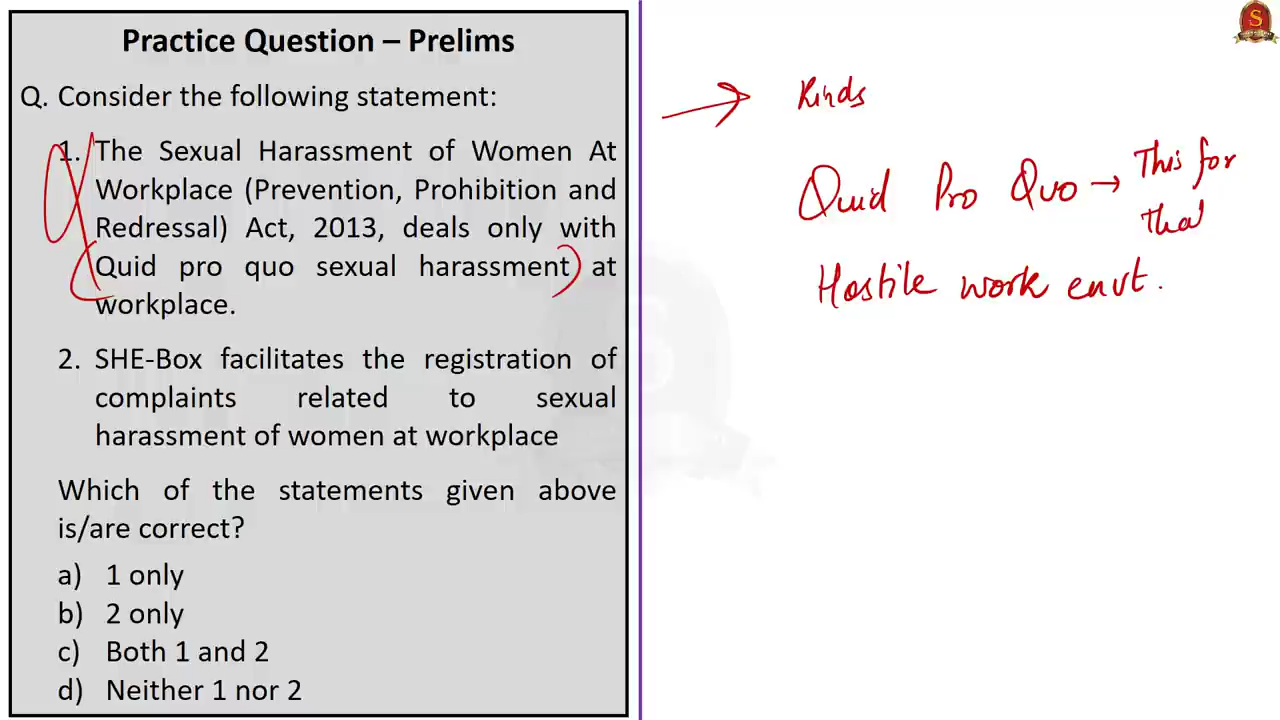 Practice Question – Prelims
Q. Consider the following statement:
1. The Sexual Harassment of Women At
Workplace (Prevention, Prohibition and
Redressal) Act, 2013, deals only with
Quid pro quo sexual harassment at
workplace.
2. SHE-Box facilitates the registration of
complaints related to sexual
harassment of women at workplace
Which of the statements given above
is/are correct?
a) 1 only
b) 2 only
c) Both 1 and 2
d) Neither 1 nor 2
Kinds
Quid Pro Quo → This for
that
Hostile work envt.
S